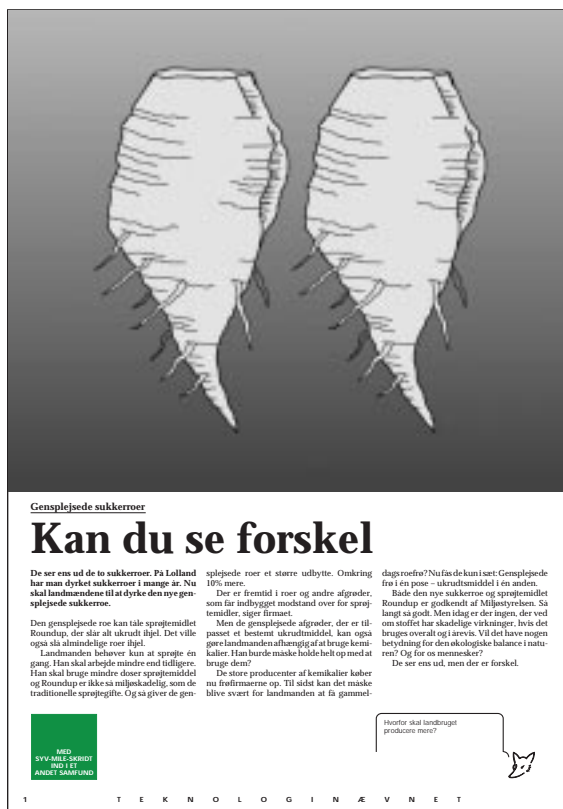 Gensplejsede sukkerroer
Kan du se forskel
De ser ens ud de to sukkerroer. På Lolland
har man dyrket sukkerroer i mange år. Nu
skal landmændene til at dyrke den nye gen-
splejsede sukkerroe.
Den gensplejsede roe kan tåle sprøjtemidlet
Roundup, der slår alt ukrudt ihjel. Det ville
også slå almindelige roer ihjel.
Landmanden behøver kun at sprøjte én
gang. Han skal arbejde mindre end tidligere.
Han skal bruge mindre doser sprøjtemiddel
og Roundup er ikke så miljøskadelig, som de
traditionelle sprøjtegifte. Og så giver de gen-
splejsede roer et større udbytte. Omkring
10% mere.
Der er fremtid i roer og andre afgrøder,
som får indbygget modstand over for sprøj-
temidler, siger firmaet.
Men de gensplejsede afgrøder, der er til-
passet et bestemt ukrudtmiddel, kan også
gøre landmanden afhængig af at bruge kemi-
kalier. Han burde måske holde helt op med at
bruge dem?
De store producenter af kemikalier køber
nu frøfirmaerne op. Til sidst kan det måske
blive svært for landmanden at få gammel-
dags roefrø? Nu fås de kun i sæt: Gensplejsede
frø i én pose – ukrudtsmiddel i én anden.
Både den nye sukkerroe og sprøjtemidlet
Roundup er godkendt af Miljøstyrelsen. Så
langt så godt. Men idag er der ingen, der ved
om stoffet har skadelige virkninger, hvis det
bruges overalt og i årevis. Vil det have nogen
betydning for den økologiske balance i natu-
ren? Og for os mennesker?
De ser ens ud, men der er forskel.
MED
SYV-MILE-SKRIDT
IND I ET
ANDET SAMFUND
Hvorfor skal landbruget
producere mere?
1 TEKNOLOGINÆVNET